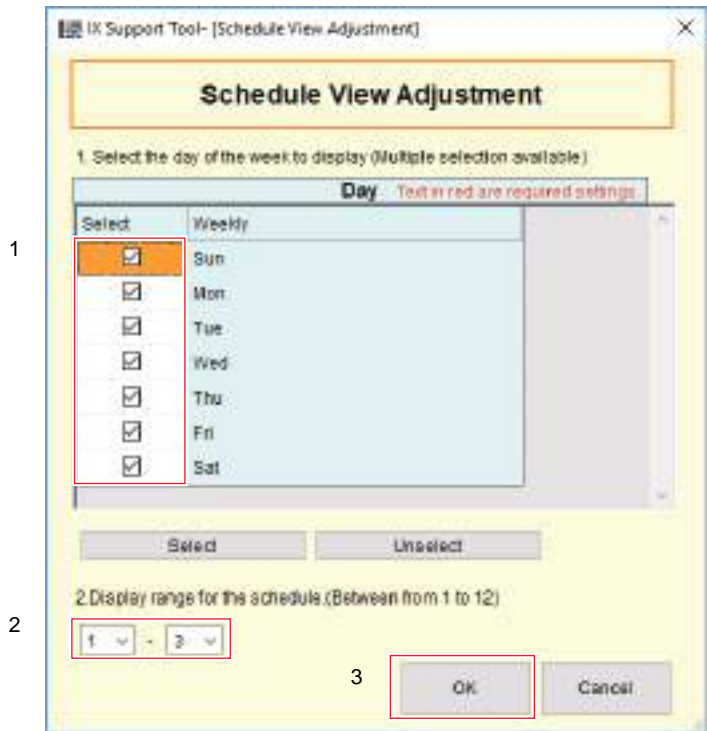 IX Support Tool- [Schedule View Adjustment]
Schedule View Adjustment
1. Select the day of the week to display (Multiple selection available)
Day Text in red are required settings
Select Weekly
1
Sun
Mon
Tue
Wed
Thu
Fri
Sat
Select Unselect
2.Display range for the schedule.(Between from 1 to 12)
2
1 - 3
3
OK Cancel